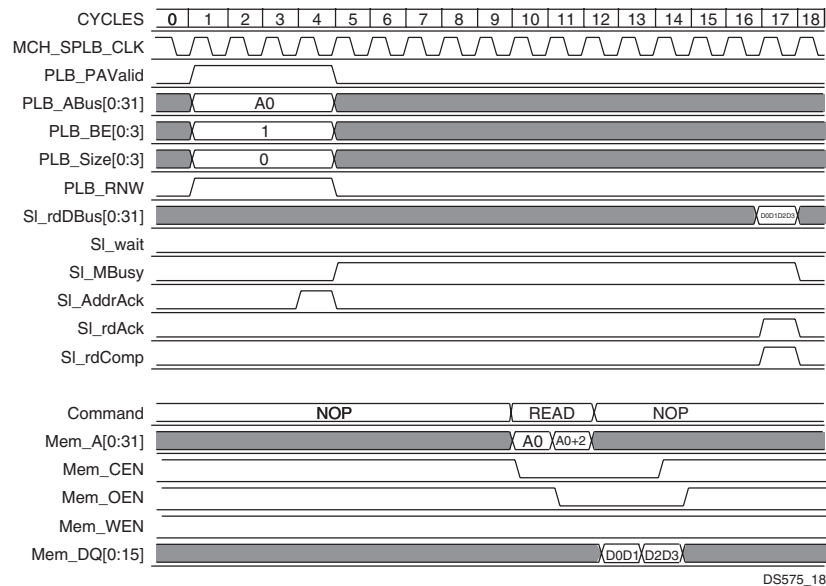 CYCLES 0 1 2 3 4 5 6 7 8 9 10 11 12 13 14 15 16 17 18
MCH_SPLB_CLK
PLB_PAValid
PLB_ABus[0:31] A0
PLB_BE[0:3] 1
PLB_Size[0:3] 0
PLB_RNW
Sl_rdDBus[0:31] D0D1D2D3
Sl_wait
Sl_MBusy
Sl_AddrAck
Sl_rdAck
Sl_rdComp
Command NOP READ NOP
Mem_A[0:31] A0 A0+2
Mem_CEN
Mem_OEN
Mem_WEN
Mem_DQ[0:15] D0D1 D2D3
DS575_18